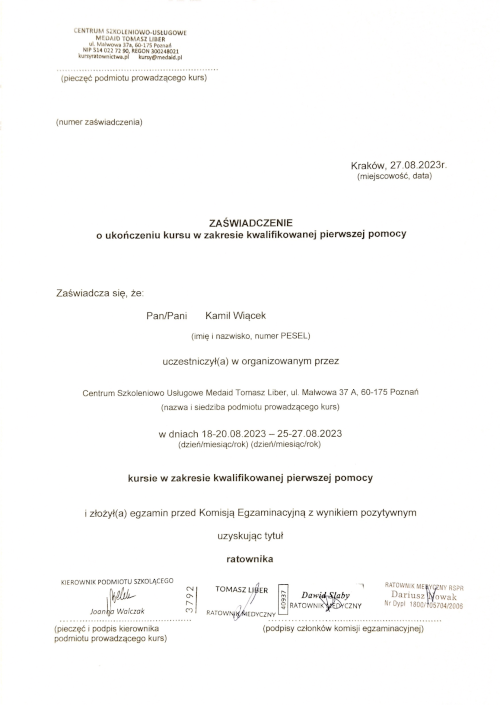 CENTRUM SZKOLENIOWO-USŁUGOWE
MEDAID TOMASZ LIBER
ul. Malwowa 37a, 60-175 Poznań
NIP 514 022 72 90, REGON 300248021
kursyratownictwa.pl kursy@medaid.pl
(pieczęć podmiotu prowadzącego kurs)
(numer zaświadczenia)
Kraków, 27.08.2023r.
(miejscowość, data)
ZAŚWIADCZENIE
o ukończeniu kursu w zakresie kwalifikowanej pierwszej pomocy
Zaświadcza się, że:
Pan/Pani Kamil Wiącek
(imię i nazwisko, numer PESEL)
uczestniczył(a) w organizowanym przez
Centrum Szkoleniowo Usługowe Medaid Tomasz Liber, ul. Malwowa 37 A, 60-175 Poznań
(nazwa i siedziba podmiotu prowadzącego kurs)
w dniach 18-20.08.2023 – 25-27.08.2023
(dzień/miesiąc/rok) (dzień/miesiąc/rok)
kursie w zakresie kwalifikowanej pierwszej pomocy
i złożył(a) egzamin przed Komisją Egzaminacyjną z wynikiem pozytywnym
uzyskując tytuł
ratownika
KIEROWNIK PODMIOTU SZKOLĄCEGO
Joanna Walczak
3792
TOMASZ LIBER
RATOWNIK MEDYCZNY
40937
Dawid Słaby
RATOWNIK MEDYCZNY
RATOWNIK MEDYCZNY BSPR
Dariusz Nowak
Nr Dypl. 1800/105704/2006
(pieczęć i podpis kierownika
podmiotu prowadzącego kurs)
(podpisy członków komisji egzaminacyjnej)